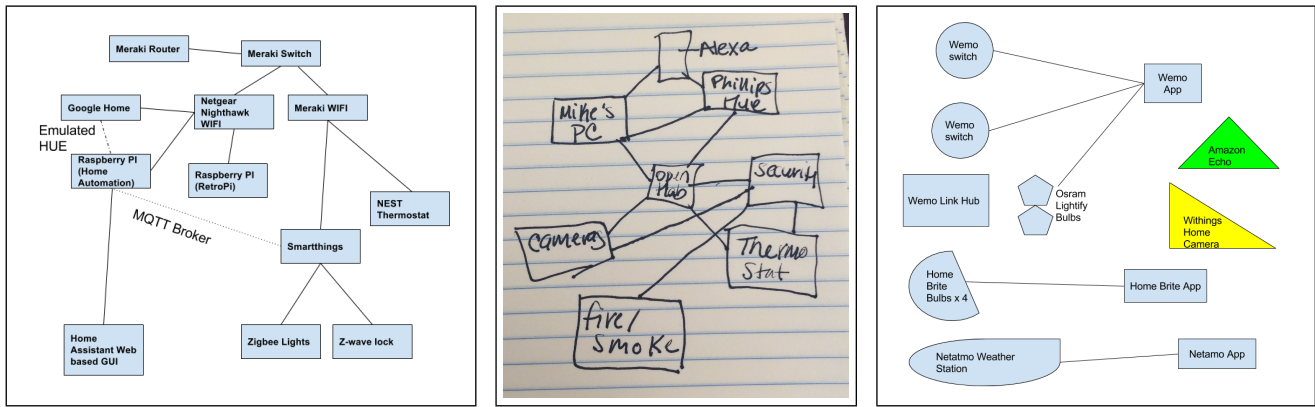 Meraki Router
Meraki Switch
Google Home
Netgear
Nighthawk
WIFI
Meraki WIFI
Emulated
HUE
Raspberry PI
(Home
Automation)
Raspberry PI
(RetroPi)
NEST
Thermostat
MQTT Broker
Smartthings
Home
Assistant Web
based GUI
Zigbee Lights
Z-wave lock
Alexa
Phillips
Hue
Mike's
PC
open
Hab
cameras
Thermo
Stat
fire/
smoke
Wemo
switch
Wemo
App
Wemo
switch
Amazon
Echo
Wemo Link Hub
Osram
Lightify
Bulbs
Withings
Home
Camera
Home
Brite
Bulbs x 4
Home Brite App
Netatmo Weather
Station
Netamo App